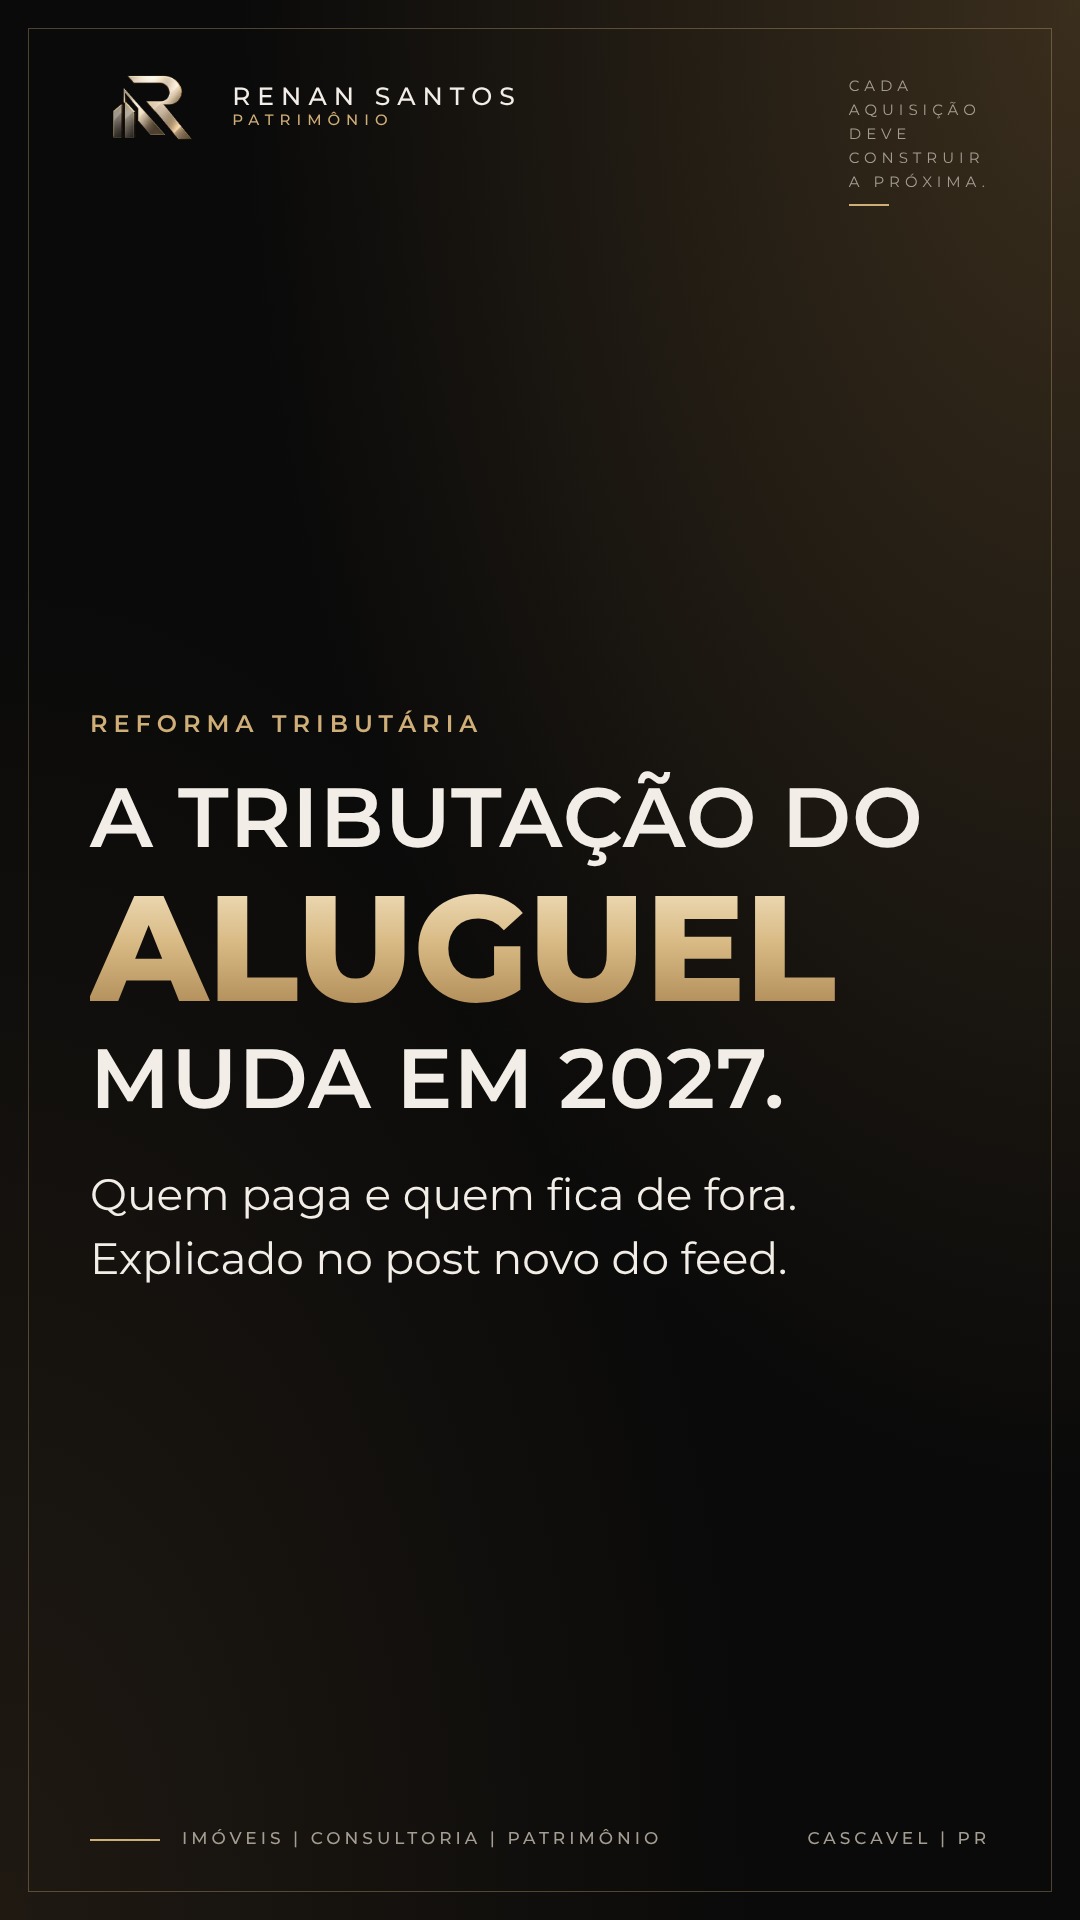 RENAN SANTOS
PATRIMÔNIO
CADA
AQUISIÇÃO
DEVE
CONSTRUIR
A PRÓXIMA.
REFORMA TRIBUTÁRIA
A TRIBUTAÇÃO DO
ALUGUEL
MUDA EM 2027.
Quem paga e quem fica de fora.
Explicado no post novo do feed.
IMÓVEIS | CONSULTORIA | PATRIMÔNIO
CASCAVEL | PR